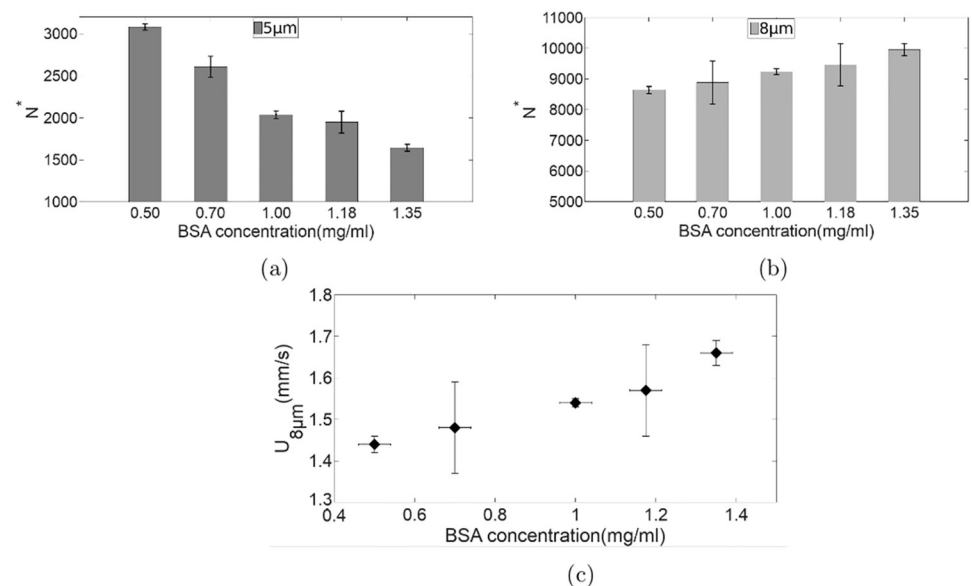 3000
2500
2000
1500
1000
N*
5μm
0.50 0.70 1.00 1.18 1.35
BSA concentration(mg/ml)
(a)
11000
10000
9000
8000
7000
6000
5000
N*
8μm
0.50 0.70 1.00 1.18 1.35
BSA concentration(mg/ml)
(b)
1.8
1.7
1.6
1.5
1.4
1.3
U8μm(mm/s)
0.4 0.6 0.8 1 1.2 1.4
BSA concentration(mg/ml)
(c)